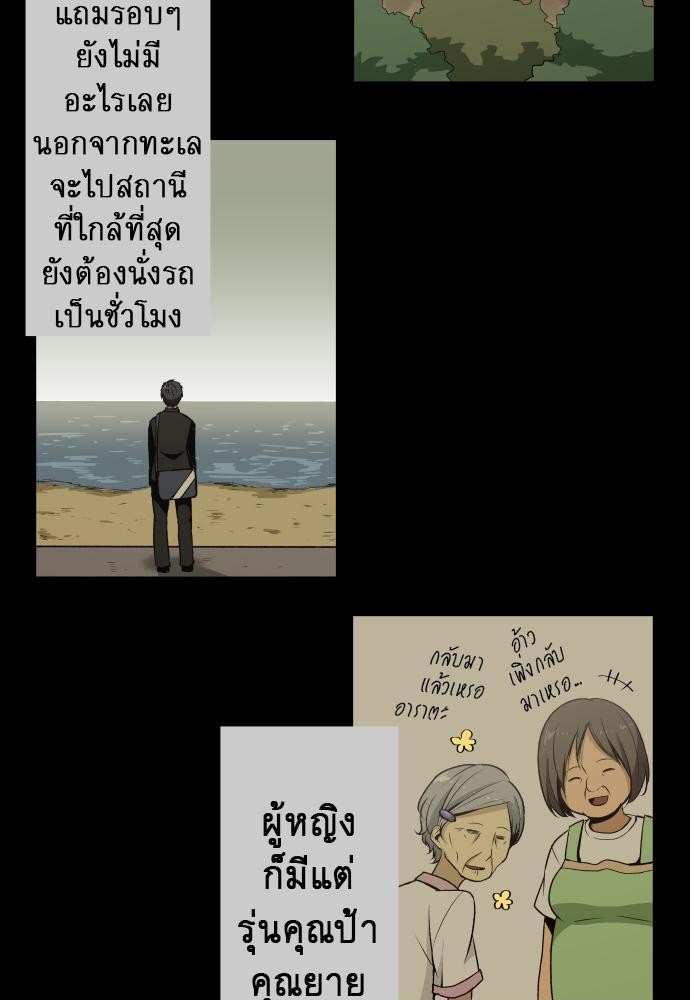 แถมรอบๆ
ยังไม่มี
อะไรเลย
นอกจากทะเล
จะไปสถานี
ที่ใกล้ที่สุด
ยังต้องนั่งรถ
เป็นชั่วโมง
อ้าว
เพิ่งกลับ
มาเหรอ...
กลับมา
แล้วเหรอ
อาราตะ
ผู้หญิง
ก็มีแต่
รุ่นคุณป้า
คุณยาย